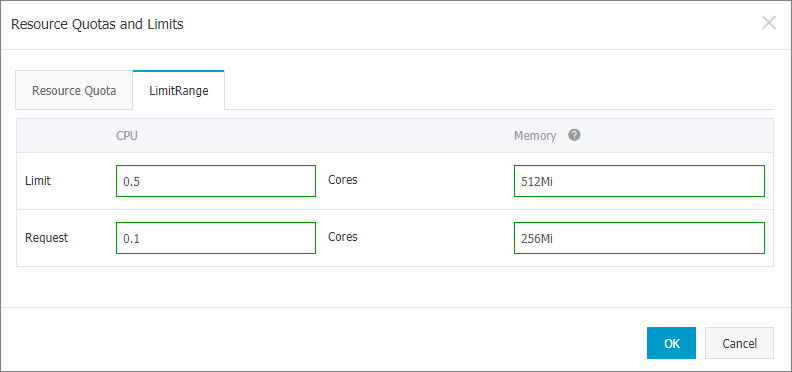 Resource Quotas and Limits
Resource Quota LimitRange
CPU Memory ?
Limit 0.5 Cores 512Mi
Request 0.1 Cores 256Mi
OK Cancel